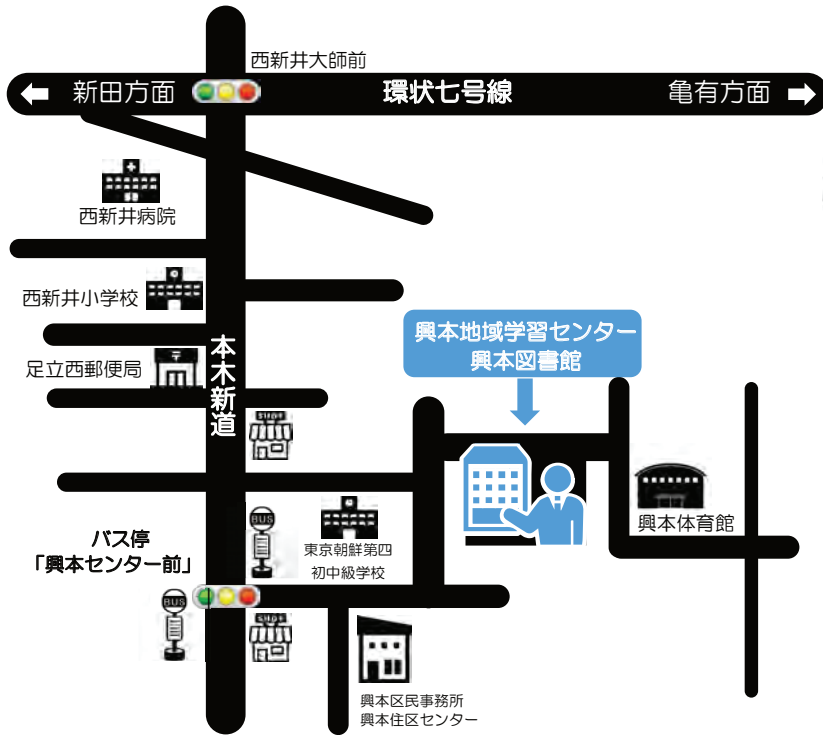 西新井大師前
新田方面
環状七号線
亀有方面
西新井病院
西新井小学校
足立西郵便局
本木新道
SHOP
興本地域学習センター
興本図書館
興本体育館
バス停
「興本センター前」
BUS
東京朝鮮第四
初中級学校
BUS
SHOP
興本区民事務所
興本住区センター